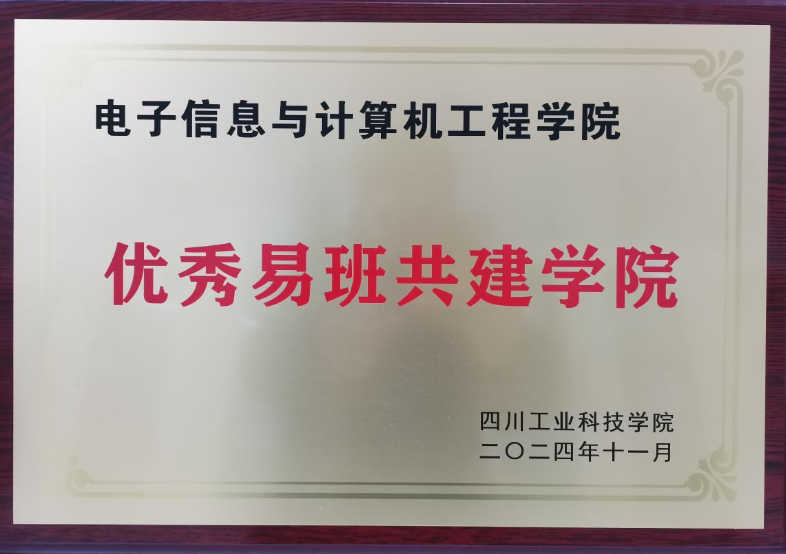 电子信息与计算机工程学院
优秀易班共建学院
四川工业科技学院
二〇二四年十一月